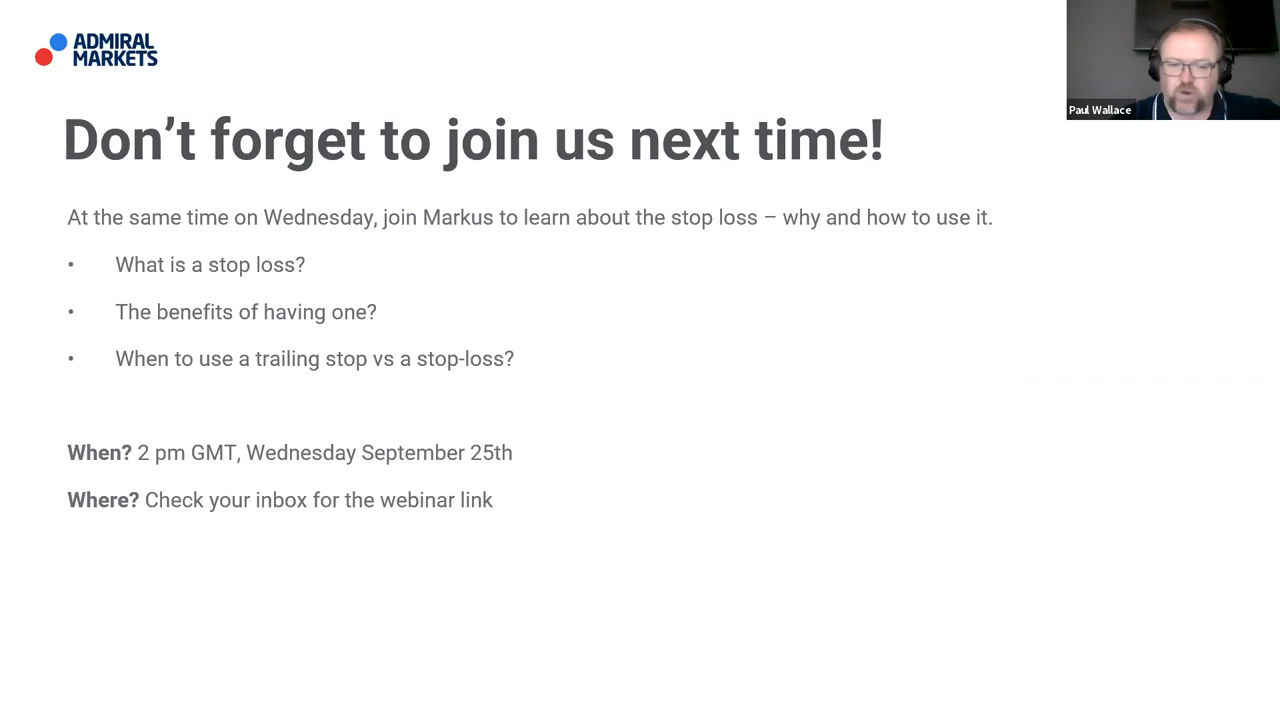 ADMIRAL
MARKETS
Paul Wallace
Don’t forget to join us next time!
At the same time on Wednesday, join Markus to learn about the stop loss – why and how to use it.
• What is a stop loss?
• The benefits of having one?
• When to use a trailing stop vs a stop-loss?
When? 2 pm GMT, Wednesday September 25th
Where? Check your inbox for the webinar link